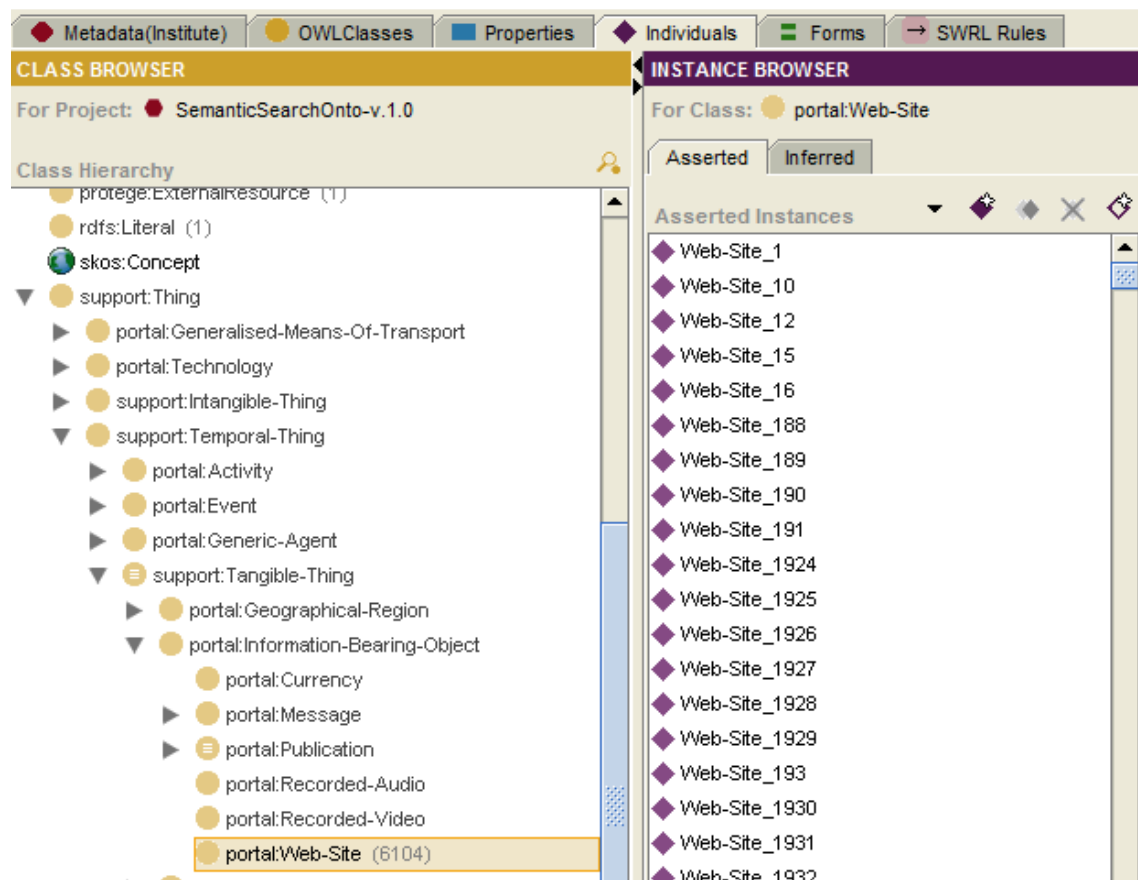 Metadata(Institute) OWLClasses Properties Individuals Forms SWRL Rules
CLASS BROWSER
For Project: SemanticSearchOnto-v.1.0
Class Hierarchy
protege:ExternalResource (1)
rdfs:Literal (1)
skos:Concept
support:Thing
portal:Generalised-Means-Of-Transport
portal:Technology
support:Intangible-Thing
support:Temporal-Thing
portal:Activity
portal:Event
portal:Generic-Agent
support:Tangible-Thing
portal:Geographical-Region
portal:Information-Bearing-Object
portal:Currency
portal:Message
portal:Publication
portal:Recorded-Audio
portal:Recorded-Video
portal:Web-Site (6104)
INSTANCE BROWSER
For Class: portal:Web-Site
Asserted Inferred
Asserted Instances
Web-Site_1
Web-Site_10
Web-Site_12
Web-Site_15
Web-Site_16
Web-Site_188
Web-Site_189
Web-Site_190
Web-Site_191
Web-Site_1924
Web-Site_1925
Web-Site_1926
Web-Site_1927
Web-Site_1928
Web-Site_1929
Web-Site_193
Web-Site_1930
Web-Site_1931
Web-Site_1932